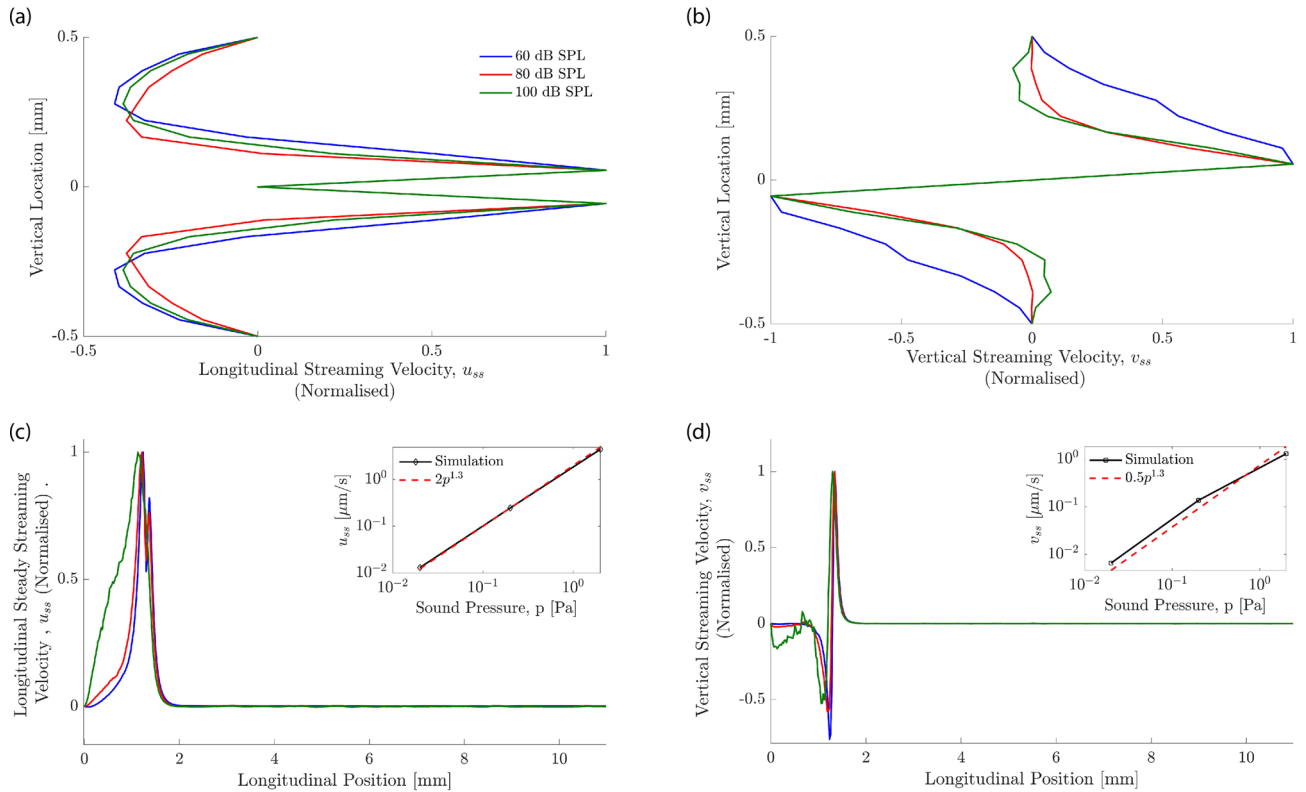 (a)
0.5
60 dB SPL
80 dB SPL
100 dB SPL
Vertical Location [mm]
0
-0.5
-0.5 0 0.5 1
Longitudinal Streaming Velocity, u_ss
(Normalised)
(b)
0.5
Vertical Location [mm]
0
-0.5
-1 -0.5 0 0.5 1
Vertical Streaming Velocity, v_ss
(Normalised)
(c)
Longitudinal Steady Streaming
Velocity , u_ss (Normalised) .
1
0.5
0
0 2 4 6 8 10
Longitudinal Position [mm]
Simulation
2p^1.3
u_ss [μm/s]
10^0
10^-1
10^-2
10^-2 10^-1 10^0
Sound Pressure, p [Pa]
(d)
Vertical Streaming Velocity, v_ss
(Normalised)
1
0.5
0
-0.5
0 2 4 6 8 10
Longitudinal Position [mm]
Simulation
0.5p^1.3
v_ss [μm/s]
10^0
10^-1
10^-2
10^-2 10^-1 10^0
Sound Pressure, p [Pa]